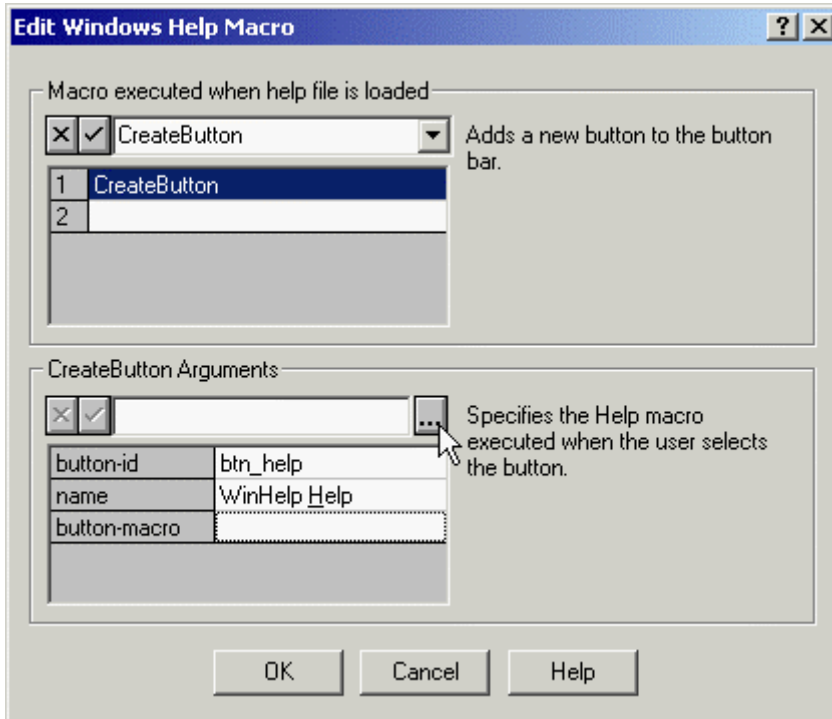 Edit Windows Help Macro
Macro executed when help file is loaded
CreateButton
Adds a new button to the button
bar.
1 CreateButton
2
CreateButton Arguments
...
Specifies the Help macro
executed when the user selects
the button.
button-id btn_help
name WinHelp Help
button-macro
OK Cancel Help